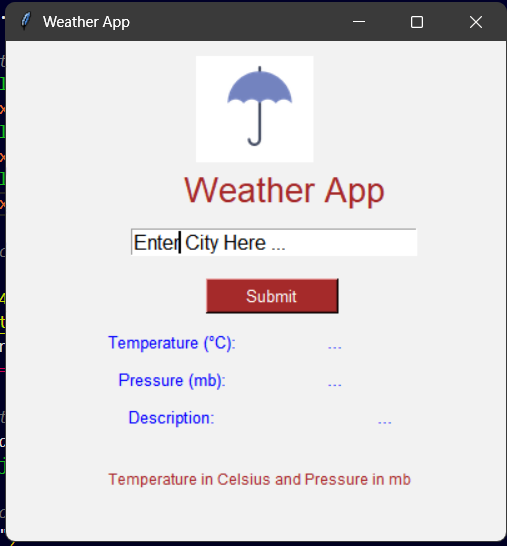 Weather App
Weather App
Enter City Here ...
Submit
Temperature (°C): ...
Pressure (mb): ...
Description: ...
Temperature in Celsius and Pressure in mb